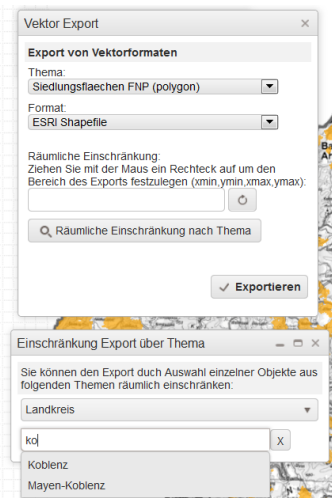 Vektor Export
Export von Vektorformaten
Thema:
Siedlungsflaechen FNP (polygon)
Format:
ESRI Shapefile
Räumliche Einschränkung:
Ziehen Sie mit der Maus ein Rechteck auf um den
Bereich des Exports festzulegen (xmin,ymin,xmax,ymax):
Räumliche Einschränkung nach Thema
Exportieren
Einschränkung Export über Thema
Sie können den Export duch Auswahl einzelner Objekte aus
folgenden Themen räumlich einschränken:
Landkreis
ko
X
Koblenz
Mayen-Koblenz